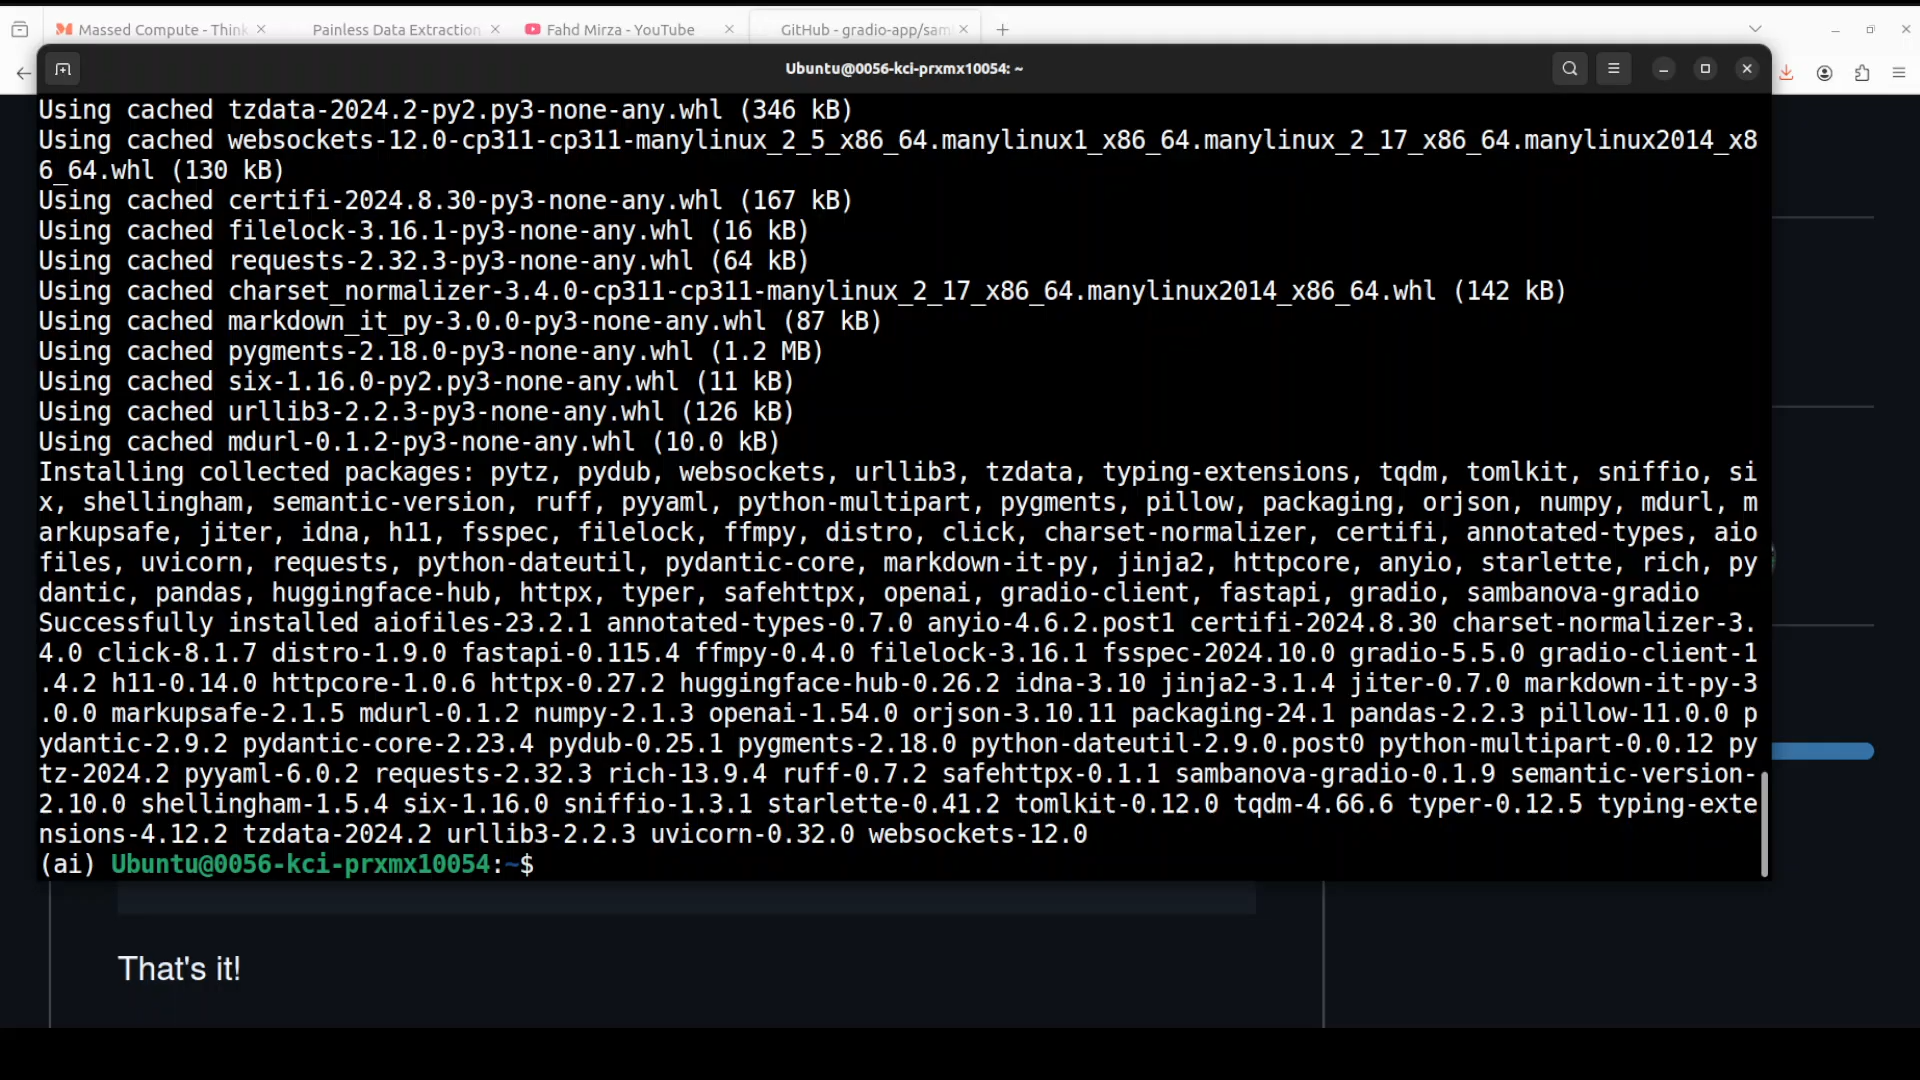 Massed Compute - Think
Painless Data Extraction
Fahd Mirza - YouTube
GitHub - gradio-app/sam
Ubuntu@0056-kci-prxmx10054: ~
Using cached tzdata-2024.2-py2.py3-none-any.whl (346 kB)
Using cached websockets-12.0-cp311-cp311-manylinux_2_5_x86_64.manylinux1_x86_64.manylinux_2_17_x86_64.manylinux2014_x8
6_64.whl (130 kB)
Using cached certifi-2024.8.30-py3-none-any.whl (167 kB)
Using cached filelock-3.16.1-py3-none-any.whl (16 kB)
Using cached requests-2.32.3-py3-none-any.whl (64 kB)
Using cached charset_normalizer-3.4.0-cp311-cp311-manylinux_2_17_x86_64.manylinux2014_x86_64.whl (142 kB)
Using cached markdown_it_py-3.0.0-py3-none-any.whl (87 kB)
Using cached pygments-2.18.0-py3-none-any.whl (1.2 MB)
Using cached six-1.16.0-py2.py3-none-any.whl (11 kB)
Using cached urllib3-2.2.3-py3-none-any.whl (126 kB)
Using cached mdurl-0.1.2-py3-none-any.whl (10.0 kB)
Installing collected packages: pytz, pydub, websockets, urllib3, tzdata, typing-extensions, tqdm, tomlkit, sniffio, si
x, shellingham, semantic-version, ruff, pyyaml, python-multipart, pygments, pillow, packaging, orjson, numpy, mdurl, m
arkupsafe, jiter, idna, h11, fsspec, filelock, ffmpy, distro, click, charset-normalizer, certifi, annotated-types, aio
files, uvicorn, requests, python-dateutil, pydantic-core, markdown-it-py, jinja2, httpcore, anyio, starlette, rich, py
dantic, pandas, huggingface-hub, httpx, typer, safehttpx, openai, gradio-client, fastapi, gradio, sambanova-gradio
Successfully installed aiofiles-23.2.1 annotated-types-0.7.0 anyio-4.6.2.post1 certifi-2024.8.30 charset-normalizer-3.
4.0 click-8.1.7 distro-1.9.0 fastapi-0.115.4 ffmpy-0.4.0 filelock-3.16.1 fsspec-2024.10.0 gradio-5.5.0 gradio-client-1
.4.2 h11-0.14.0 httpcore-1.0.6 httpx-0.27.2 huggingface-hub-0.26.2 idna-3.10 jinja2-3.1.4 jiter-0.7.0 markdown-it-py-3
.0.0 markupsafe-2.1.5 mdurl-0.1.2 numpy-2.1.3 openai-1.54.0 orjson-3.10.11 packaging-24.1 pandas-2.2.3 pillow-11.0.0 p
ydantic-2.9.2 pydantic-core-2.23.4 pydub-0.25.1 pygments-2.18.0 python-dateutil-2.9.0.post0 python-multipart-0.0.12 py
tz-2024.2 pyyaml-6.0.2 requests-2.32.3 rich-13.9.4 ruff-0.7.2 safehttpx-0.1.1 sambanova-gradio-0.1.9 semantic-version-
2.10.0 shellingham-1.5.4 six-1.16.0 sniffio-1.3.1 starlette-0.41.2 tomlkit-0.12.0 tqdm-4.66.6 typer-0.12.5 typing-exte
nsions-4.12.2 tzdata-2024.2 urllib3-2.2.3 uvicorn-0.32.0 websockets-12.0
(ai) Ubuntu@0056-kci-prxmx10054:~$
That's it!